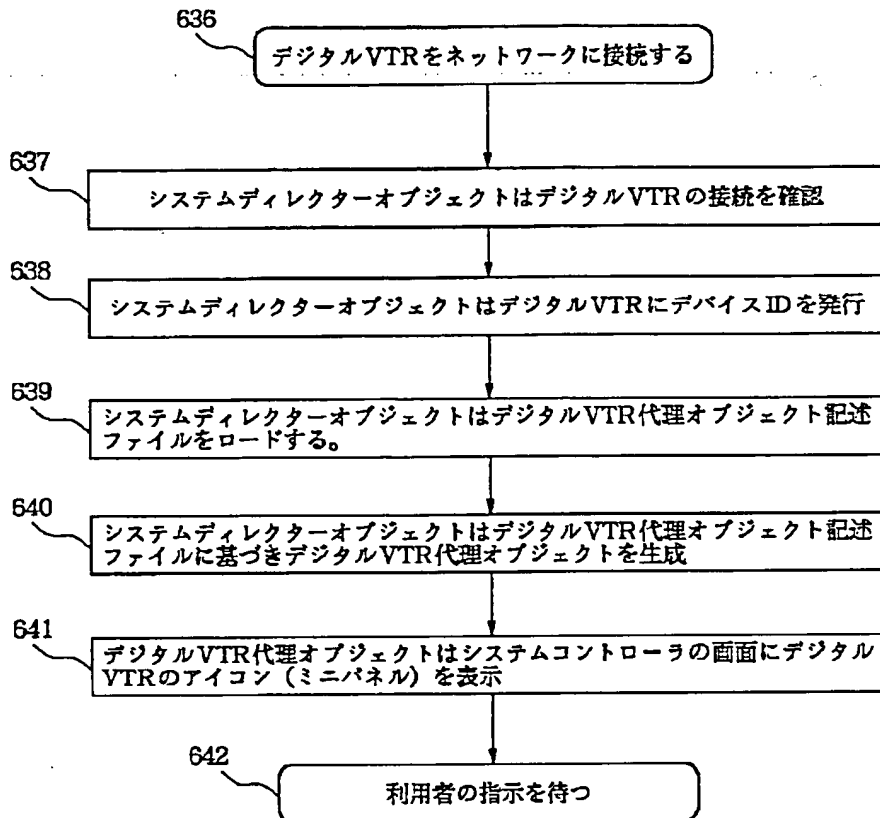 636
デジタルVTRをネットワークに接続する
637
システムディレクターオブジェクトはデジタルVTRの接続を確認
638
システムディレクターオブジェクトはデジタルVTRにデバイスIDを発行
639
システムディレクターオブジェクトはデジタルVTR代理オブジェクト記述
ファイルをロードする。
640
システムディレクターオブジェクトはデジタルVTR代理オブジェクト記述
ファイルに基づきデジタルVTR代理オブジェクトを生成
641
デジタルVTR代理オブジェクトはシステムコントローラの画面にデジタル
VTRのアイコン（ミニパネル）を表示
642
利用者の指示を待つ